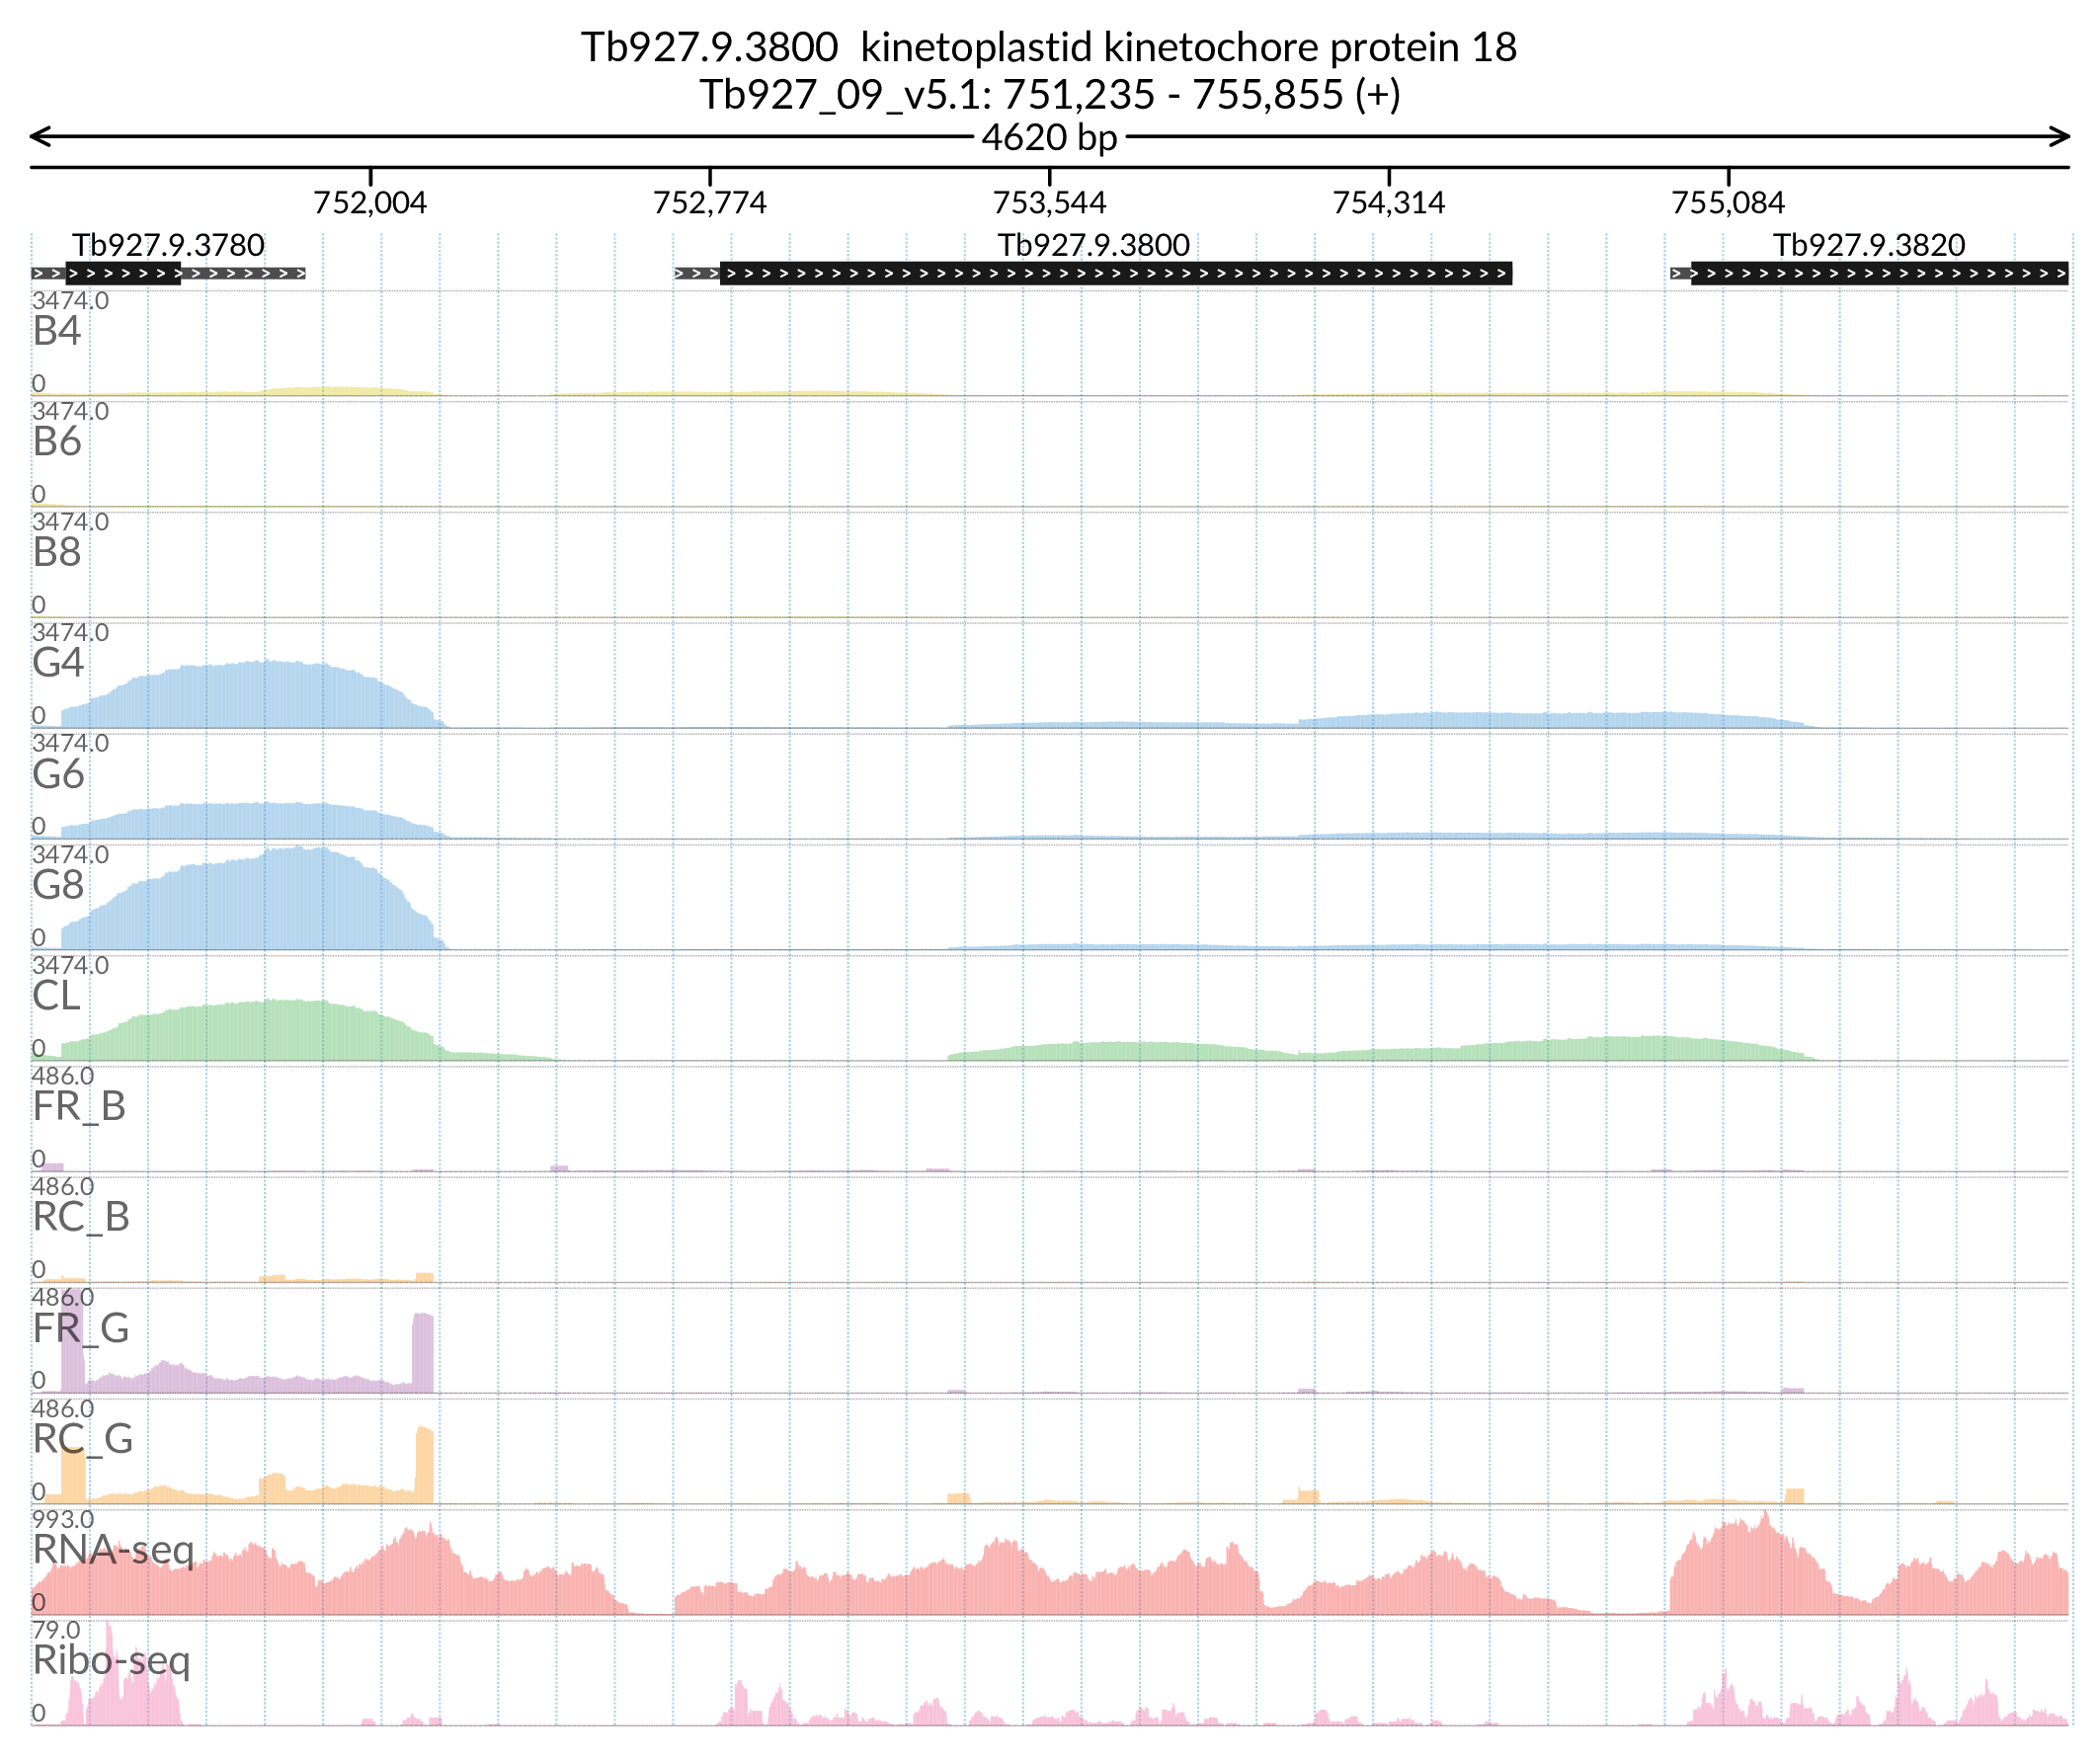 Tb927.9.3800  kinetoplastid kinetochore protein 18
Tb927_09_v5.1: 751,235 - 755,855 (+)
4620 bp
752,004 752,774 753,544 754,314 755,084
Tb927.9.3780 Tb927.9.3800 Tb927.9.3820
3474.0
B4
0
3474.0
B6
0
3474.0
B8
0
3474.0
G4
0
3474.0
G6
0
3474.0
G8
0
3474.0
CL
0
486.0
FR_B
0
486.0
RC_B
0
486.0
FR_G
0
486.0
RC_G
0
993.0
RNA-seq
0
79.0
Ribo-seq
0